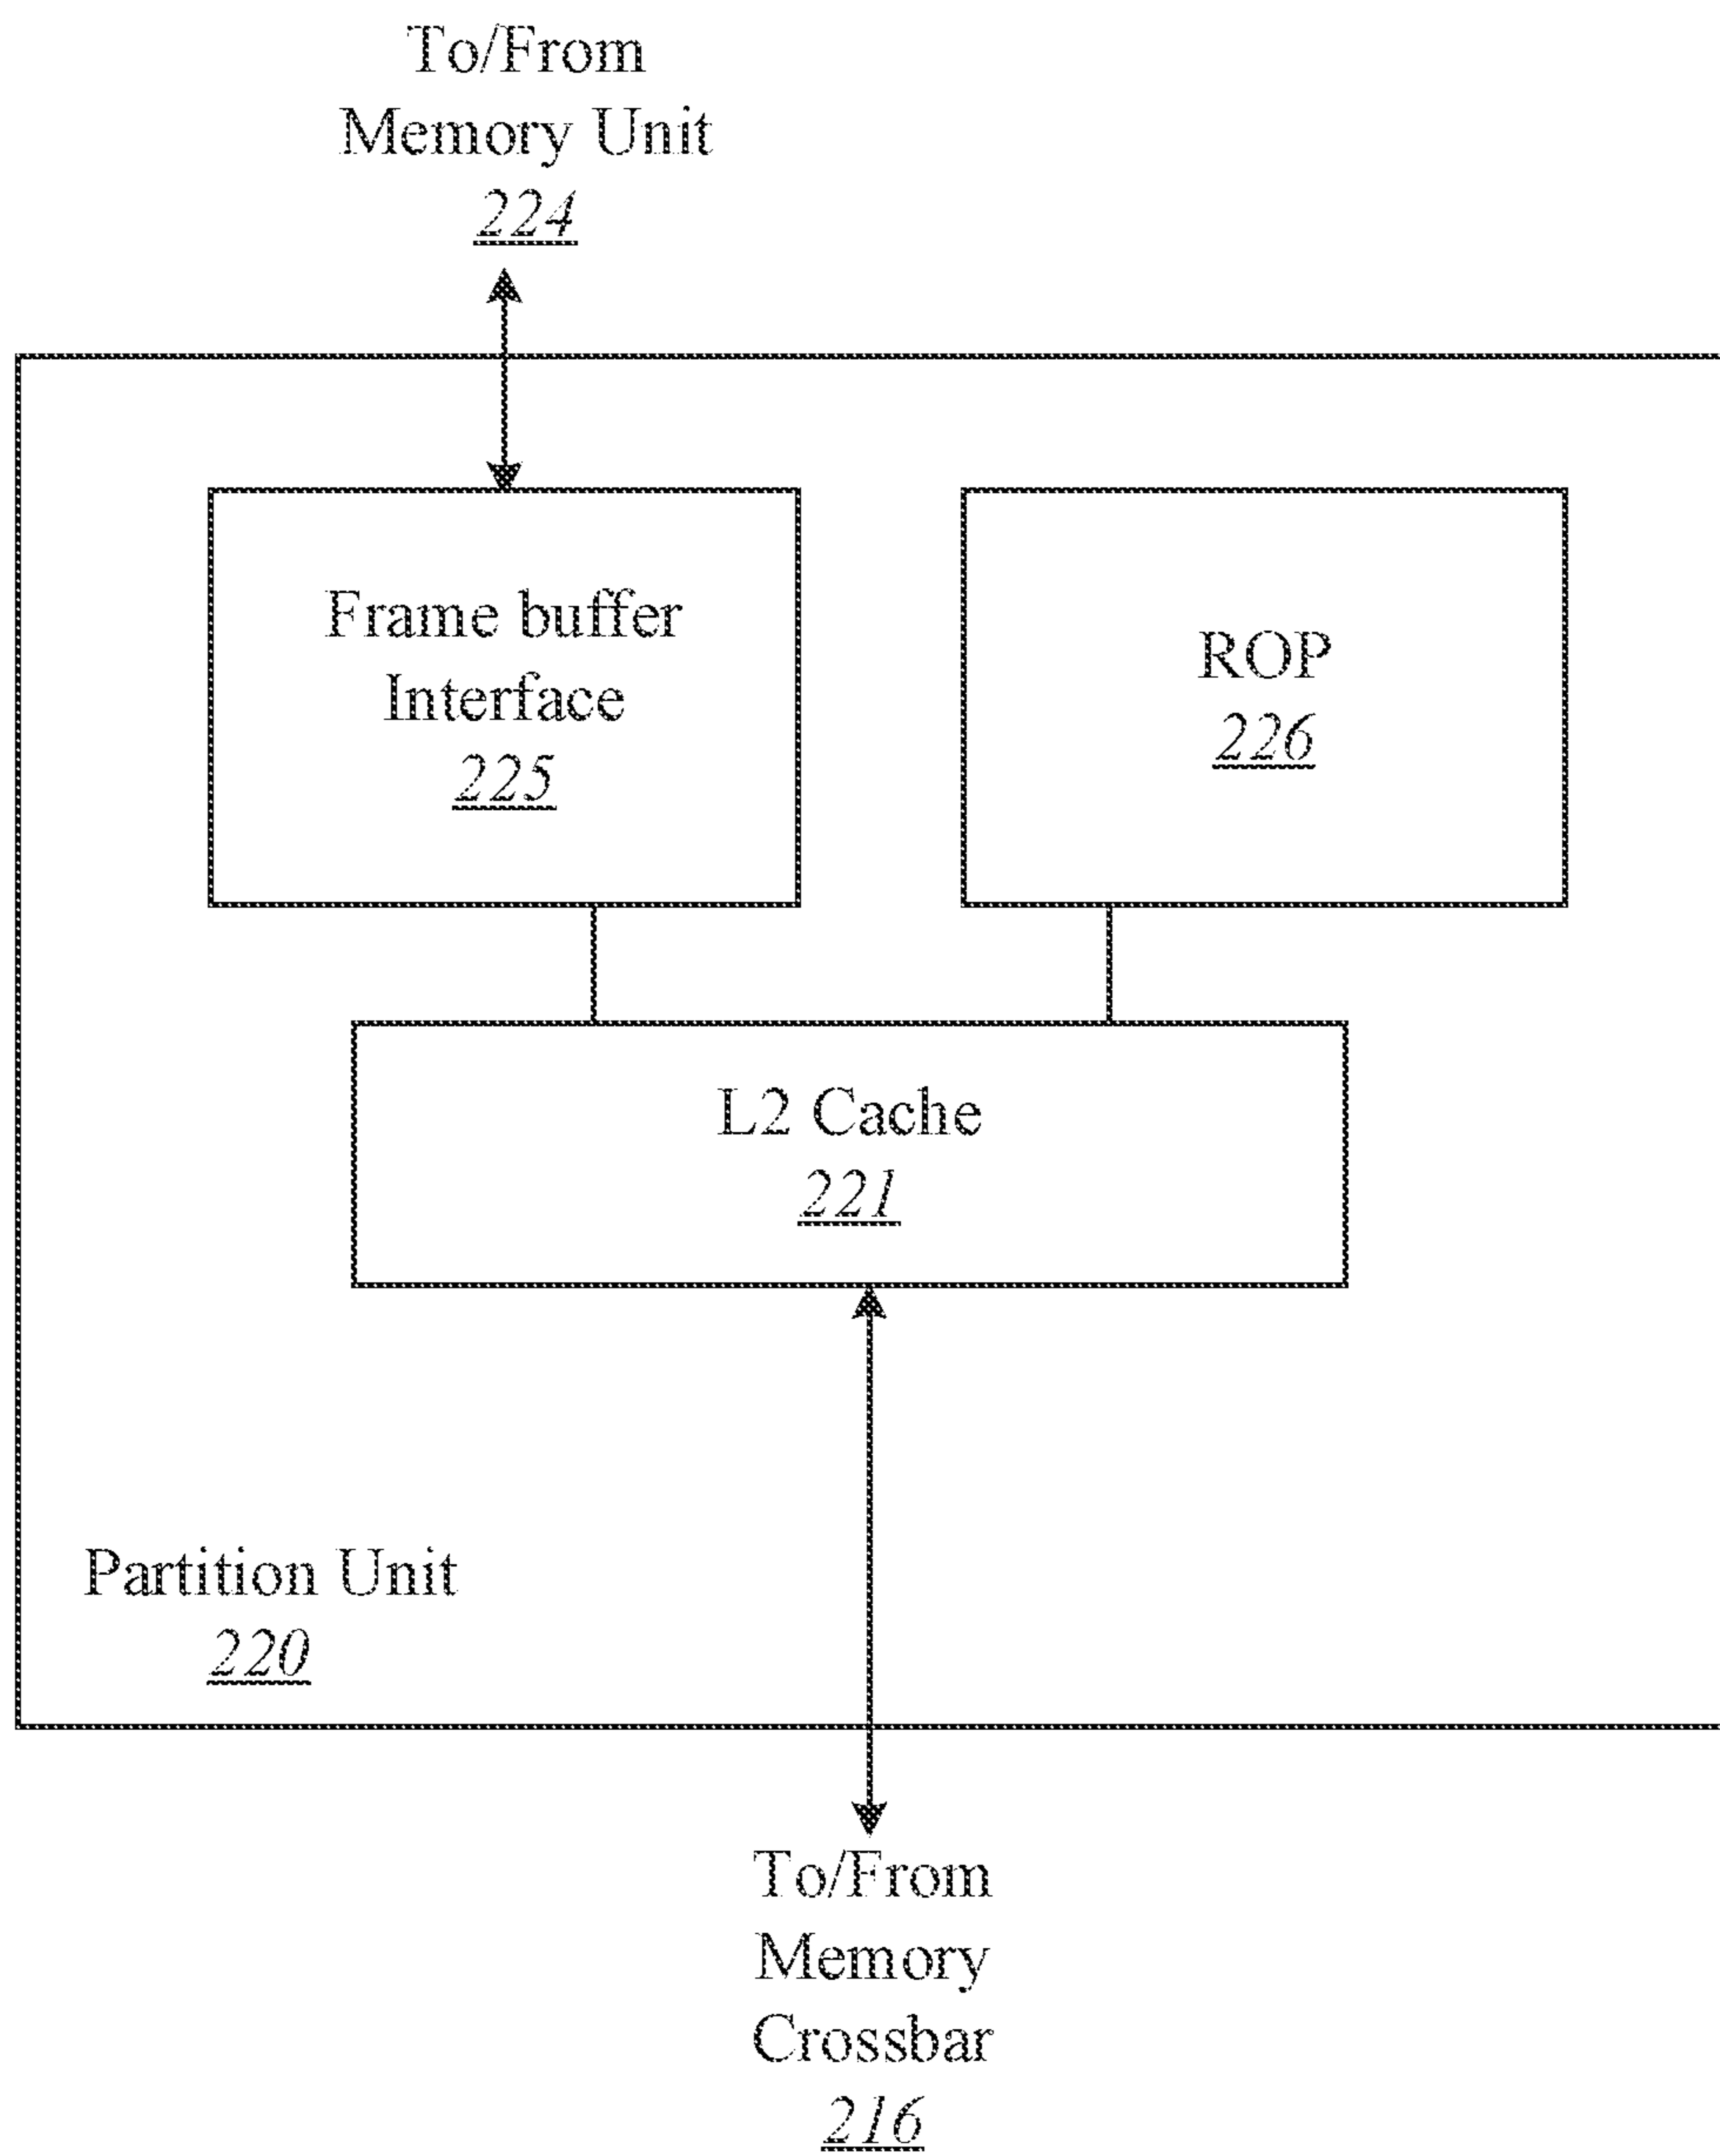 To/From
Memory Unit
224
Frame buffer
Interface
225
ROP
226
L2 Cache
221
Partition Unit
220
To/From
Memory
Crossbar
216